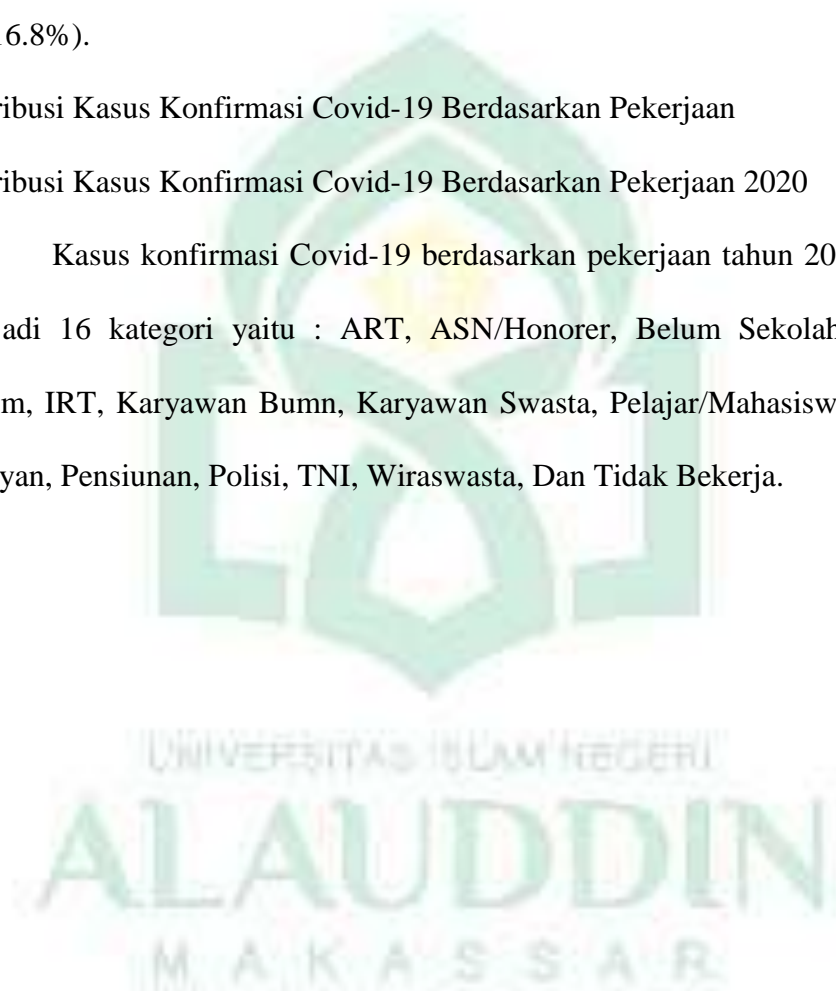 16.8%).
ribusi Kasus Konfirmasi Covid-19 Berdasarkan Pekerjaan
ribusi Kasus Konfirmasi Covid-19 Berdasarkan Pekerjaan 2020
Kasus konfirmasi Covid-19 berdasarkan pekerjaan tahun 20
adi 16 kategori yaitu : ART, ASN/Honorer, Belum Sekolah
m, IRT, Karyawan Bumn, Karyawan Swasta, Pelajar/Mahasisw
yan, Pensiunan, Polisi, TNI, Wiraswasta, Dan Tidak Bekerja.
UNIVERSITAS ISLAM NEGERI
ALAUDDIN
MAKASSAR